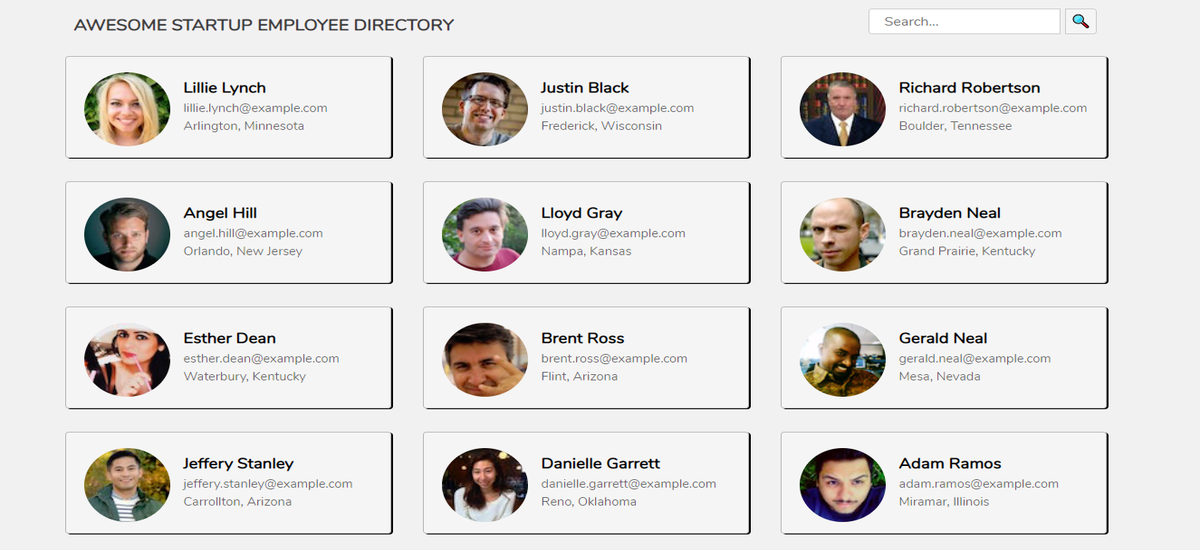 AWESOME STARTUP EMPLOYEE DIRECTORY
Search...
Lillie Lynch
lillie.lynch@example.com
Arlington, Minnesota
Justin Black
justin.black@example.com
Frederick, Wisconsin
Richard Robertson
richard.robertson@example.com
Boulder, Tennessee
Angel Hill
angel.hill@example.com
Orlando, New Jersey
Lloyd Gray
lloyd.gray@example.com
Nampa, Kansas
Brayden Neal
brayden.neal@example.com
Grand Prairie, Kentucky
Esther Dean
esther.dean@example.com
Waterbury, Kentucky
Brent Ross
brent.ross@example.com
Flint, Arizona
Gerald Neal
gerald.neal@example.com
Mesa, Nevada
Jeffery Stanley
jeffery.stanley@example.com
Carrollton, Arizona
Danielle Garrett
danielle.garrett@example.com
Reno, Oklahoma
Adam Ramos
adam.ramos@example.com
Miramar, Illinois